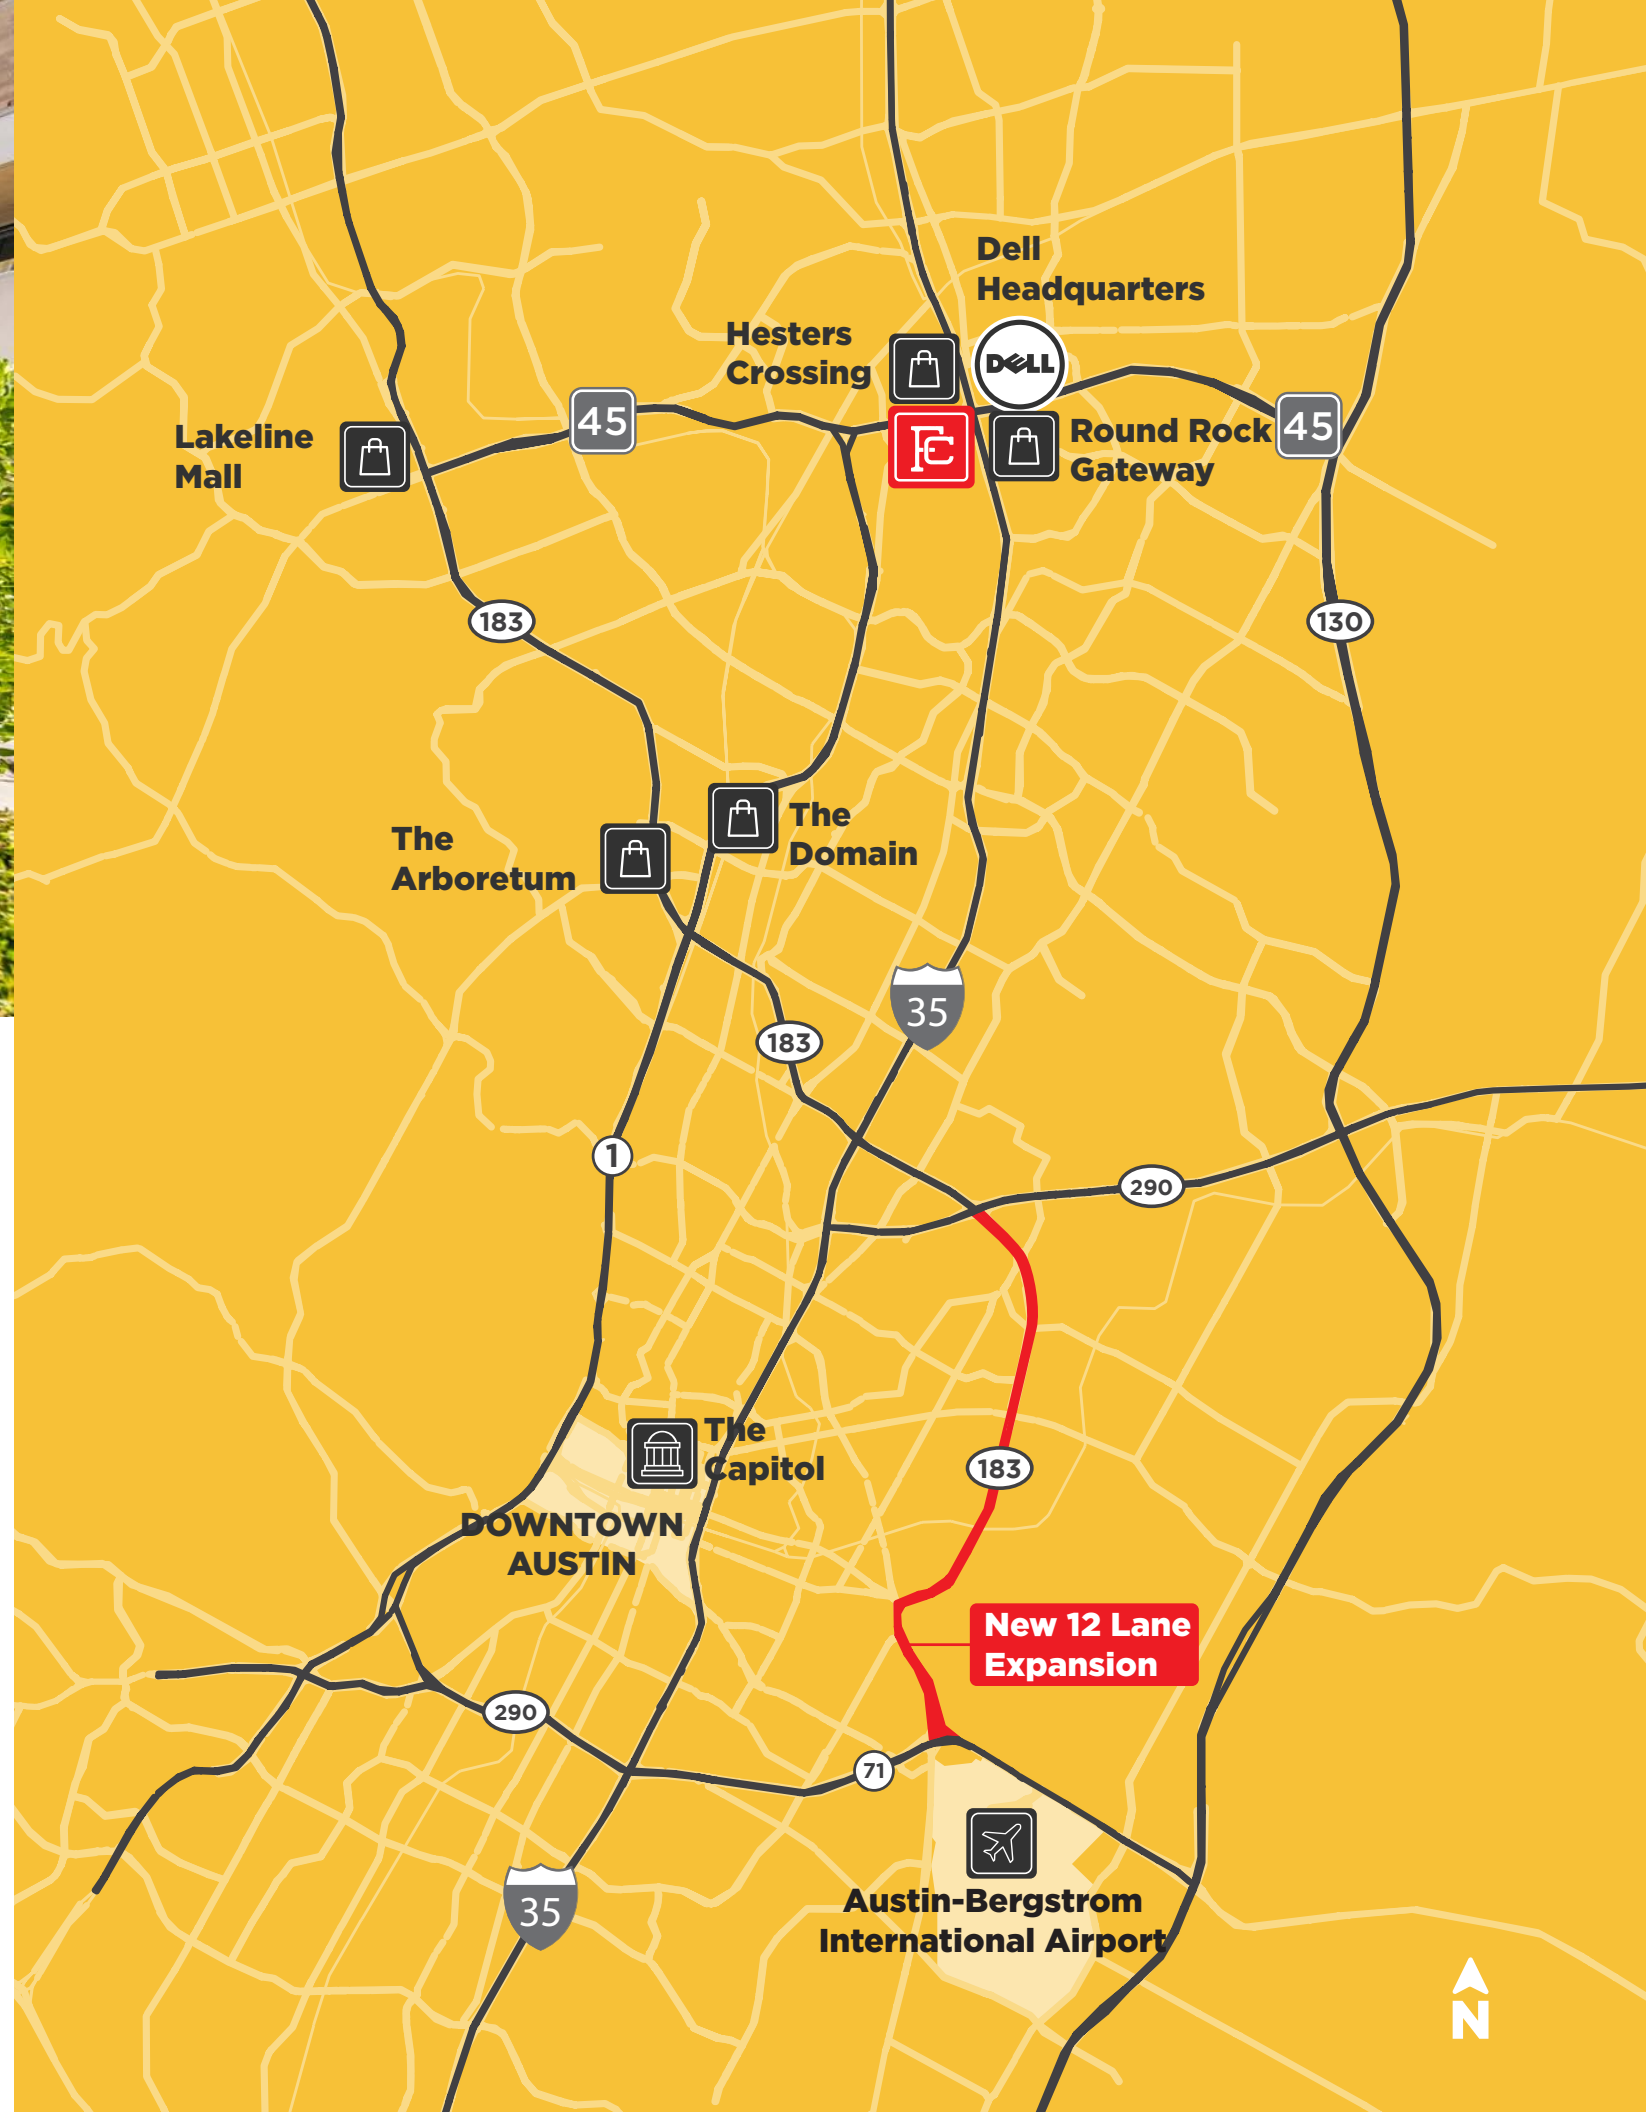 Dell
Headquarters
Hesters
Crossing
DELL
45
45
FC
Round Rock
Gateway
Lakeline
Mall
183
130
The
Domain
The
Arboretum
35
183
1
290
The
Capitol
183
DOWNTOWN
AUSTIN
New 12 Lane
Expansion
290
71
Austin-Bergstrom
International Airport
35
N